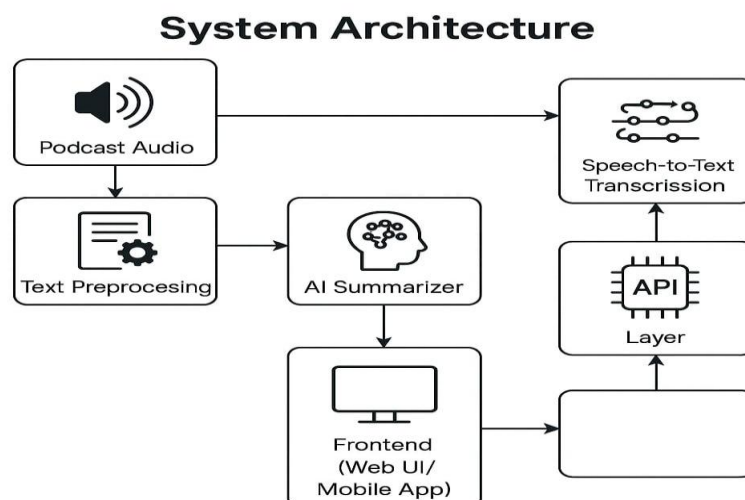 System Architecture
Podcast Audio
Speech-to-Text
Transcrission
Text Preprocesing
AI Summarizer
API
Layer
Frontend
(Web UI/
Mobile App)